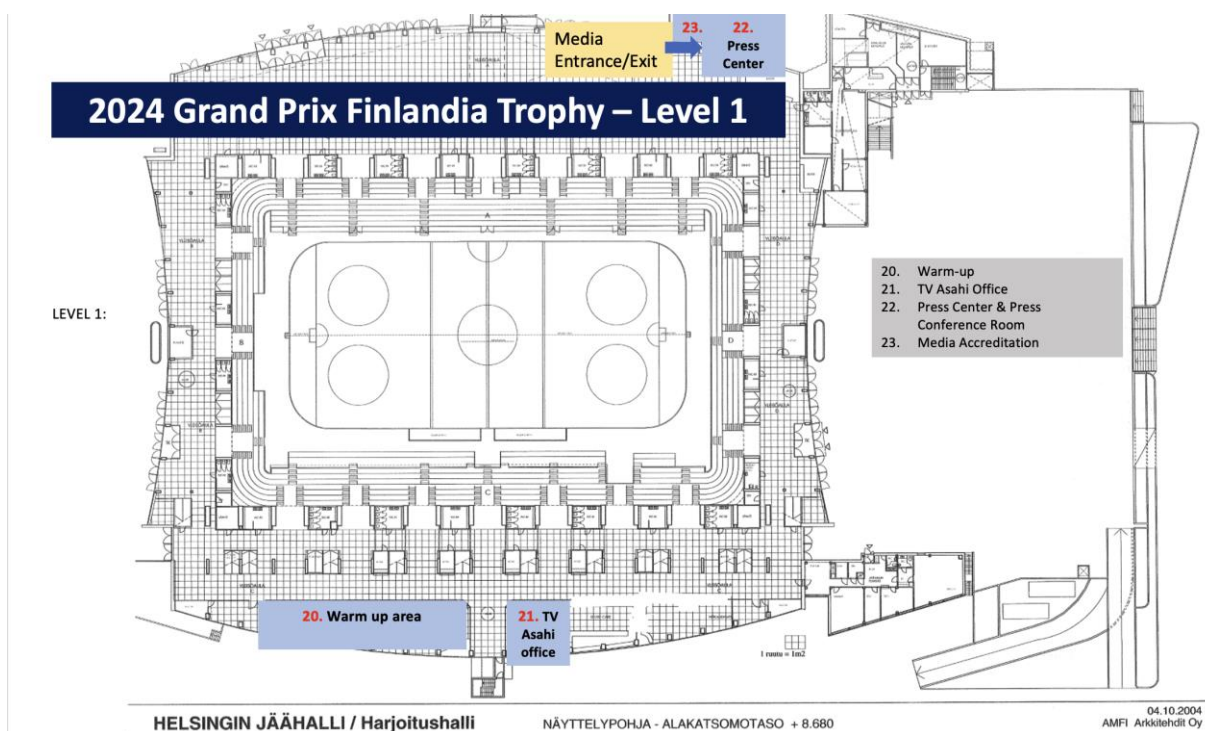 Media
Entrance/Exit
23.
22.
Press
Center
2024 Grand Prix Finlandia Trophy – Level 1
A
LEVEL 1:
B
D
20. Warm-up
21. TV Asahi Office
22. Press Center & Press
Conference Room
23. Media Accreditation
C
20. Warm up area
21. TV
Asahi
office
1 ruutu = 1m2
HELSINGIN JÄÄHALLI / Harjoitushalli
NÄYTTELYPOHJA - ALAKATSOMOTASO + 8.680
04.10.2004
AMFI Arkkitehdit Oy